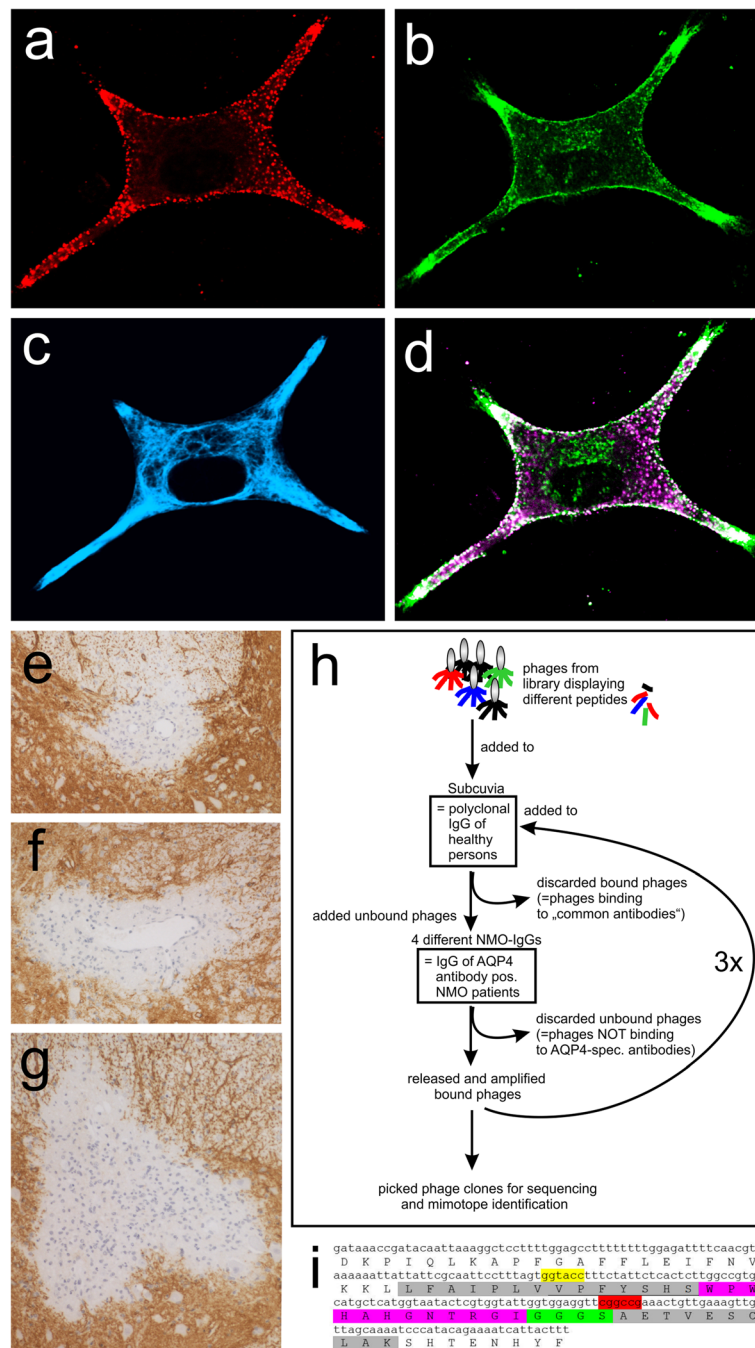 a
b
c
d
e
f
g
h
phages from
library displaying
different peptides
added to
Subcuvia
= polyclonal
IgG of
healthy
persons
added to
discarded bound phages
(=phages binding
to „common antibodies“)
added unbound phages
4 different NMO-IgGs
= IgG of AQP4
antibody pos.
NMO patients
3x
discarded unbound phages
(=phages NOT binding
to AQP4-spec. antibodies)
released and amplified
bound phages
picked phage clones for sequencing
and mimotope identification
i
gataaaccgatacaattaaaggctccttttggagccttttttttggagattttcaacgt
D K P I Q L K A P F G A F F L E I F N V
aaaaaattattattcgcaattcctttagtggtacctttctattctcactcttggccgtg
K K L L F A I P L V V P F Y S H S W P W
catgctcatggtaatactcgtggtattggtggaggttcggccgaaactgttgaaagttg
H A H G N T R G I G G G S A E T V E S C
ttagcaaaatcccatacagaaaatcattacttt
L A K S H T E N H Y F